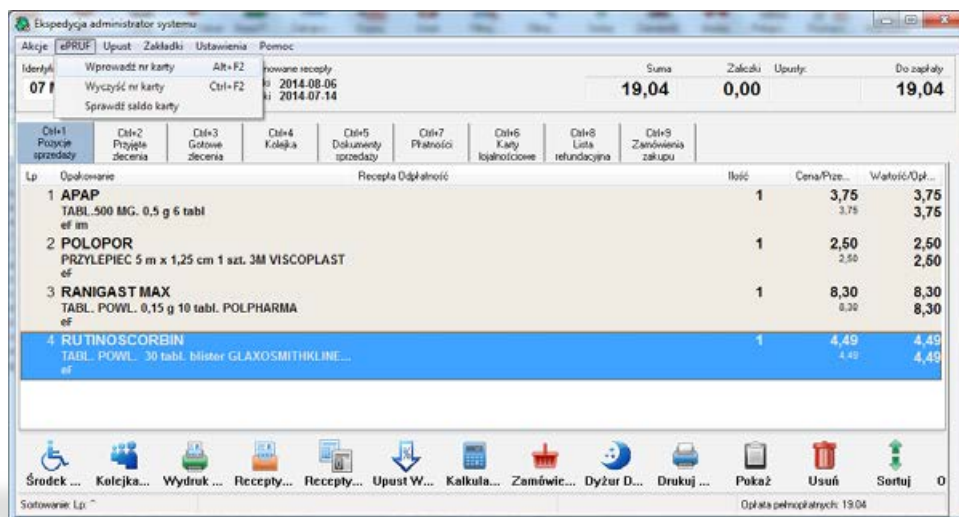 Ekspedycja administrator systemu
Akcje ePRUF Upust Zakładki Ustawienia Pomoc
Wprowadź nr karty Alt+F2
Wyczyść nr karty Ctrl+F2
Sprawdź saldo karty
07
2014-08-06
2014-07-14
Suma Zaliczki Upusty: Do zapłaty
19,04 0,00 19,04
Ctrl+1 Ctrl+2 Ctrl+3 Ctrl+4 Ctrl+5 Ctrl+7 Ctrl+6 Ctrl+8 Ctrl+9
Pozycje Przyjęte Gotowe Kolejka Dokumenty Płatności Karty Lista Zamówienia
sprzedaży zlecenia zlecenia sprzedaży lojalnościowe refundacyjna zakupu
Lp Opakowanie Recepta Odpłatność Ilość Cena/Prze... Wartość/Opł...
1 APAP 1 3,75 3,75
TABL.500 MG. 0,5 g 6 tabl 3,75 3,75
eF im
2 POLOPOR 1 2,50 2,50
PRZYLEPIEC 5 m x 1,25 cm 1 szt. 3M VISCOPLAST 2,50 2,50
eF
3 RANIGAST MAX 1 8,30 8,30
TABL. POWL. 0,15 g 10 tabl. POLPHARMA 8,30 8,30
eF
4 RUTINOSCORBIN 1 4,49 4,49
TABL. POWL. 30 tabl. blister GLAXOSMITHKLINE... 4,49 4,49
eF
Środek ... Kolejka... Wydruk ... Recepty... Recepty... Upust W... Kalkula... Zamówie... Dyżur D... Drukuj ... Pokaż Usuń Sortuj O
Sortowanie: Lp. ^ Opłata pełnopłatnych: 19.04